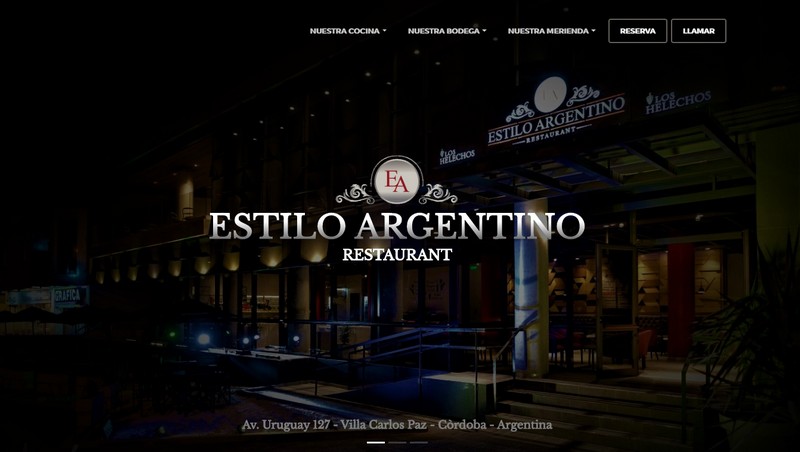 NUESTRA COCINA
NUESTRA BODEGA
NUESTRA MERIENDA
RESERVA
LLAMAR
EA
ESTILO ARGENTINO
RESTAURANT
LOS HELECHOS
LOS HELECHOS
EA
ESTILO ARGENTINO
RESTAURANT
GRAFICA
Av. Uruguay 127 - Villa Carlos Paz - Còrdoba - Argentina